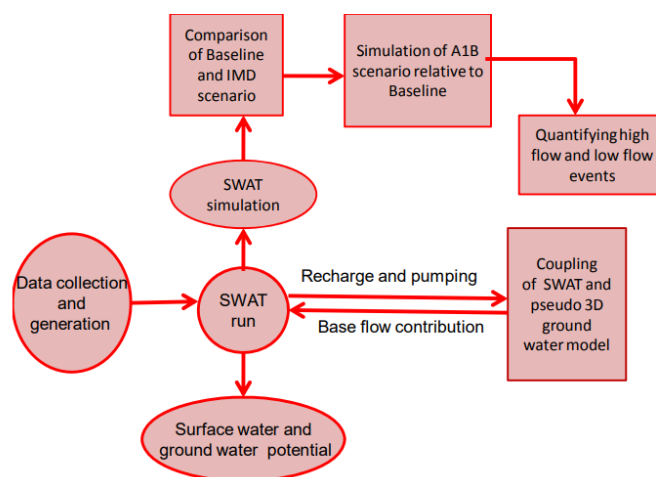 Comparison
of Baseline
and IMD
scenario
Simulation of A1B
scenario relative to
Baseline
Quantifying high
flow and low flow
events
SWAT
simulation
Data collection
and
generation
SWAT
run
Recharge and pumping
Base flow contribution
Coupling
of SWAT and
pseudo 3D
ground
water model
Surface water and
ground water potential